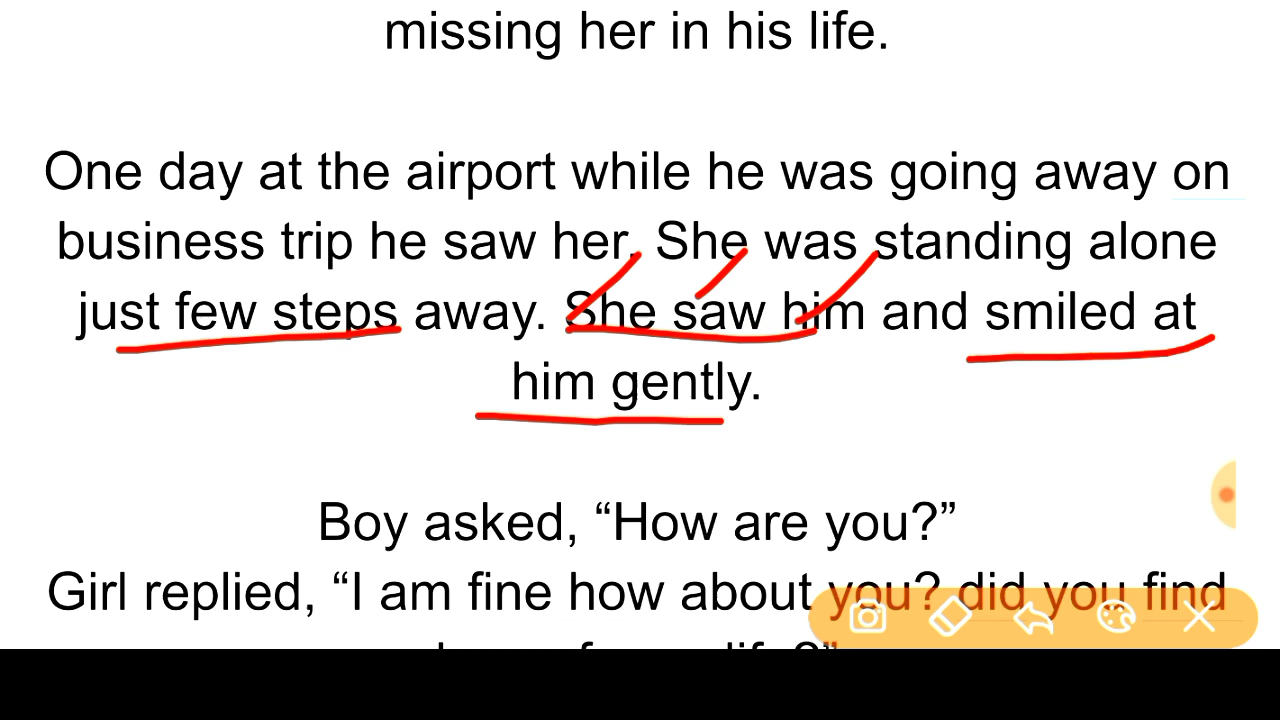 missing her in his life.
One day at the airport while he was going away on
business trip he saw her. She was standing alone
just few steps away. She saw him and smiled at
him gently.
Boy asked, “How are you?”
Girl replied, “I am fine how about you? did you find